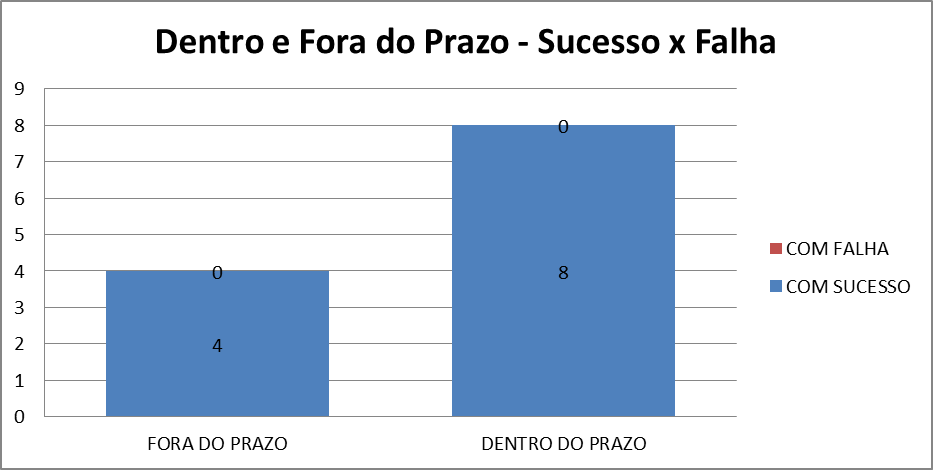 Dentro e Fora do Prazo - Sucesso x Falha
9
8
7
6
5
4
3
2
1
0
0
4
0
8
FORA DO PRAZO
DENTRO DO PRAZO
COM FALHA
COM SUCESSO